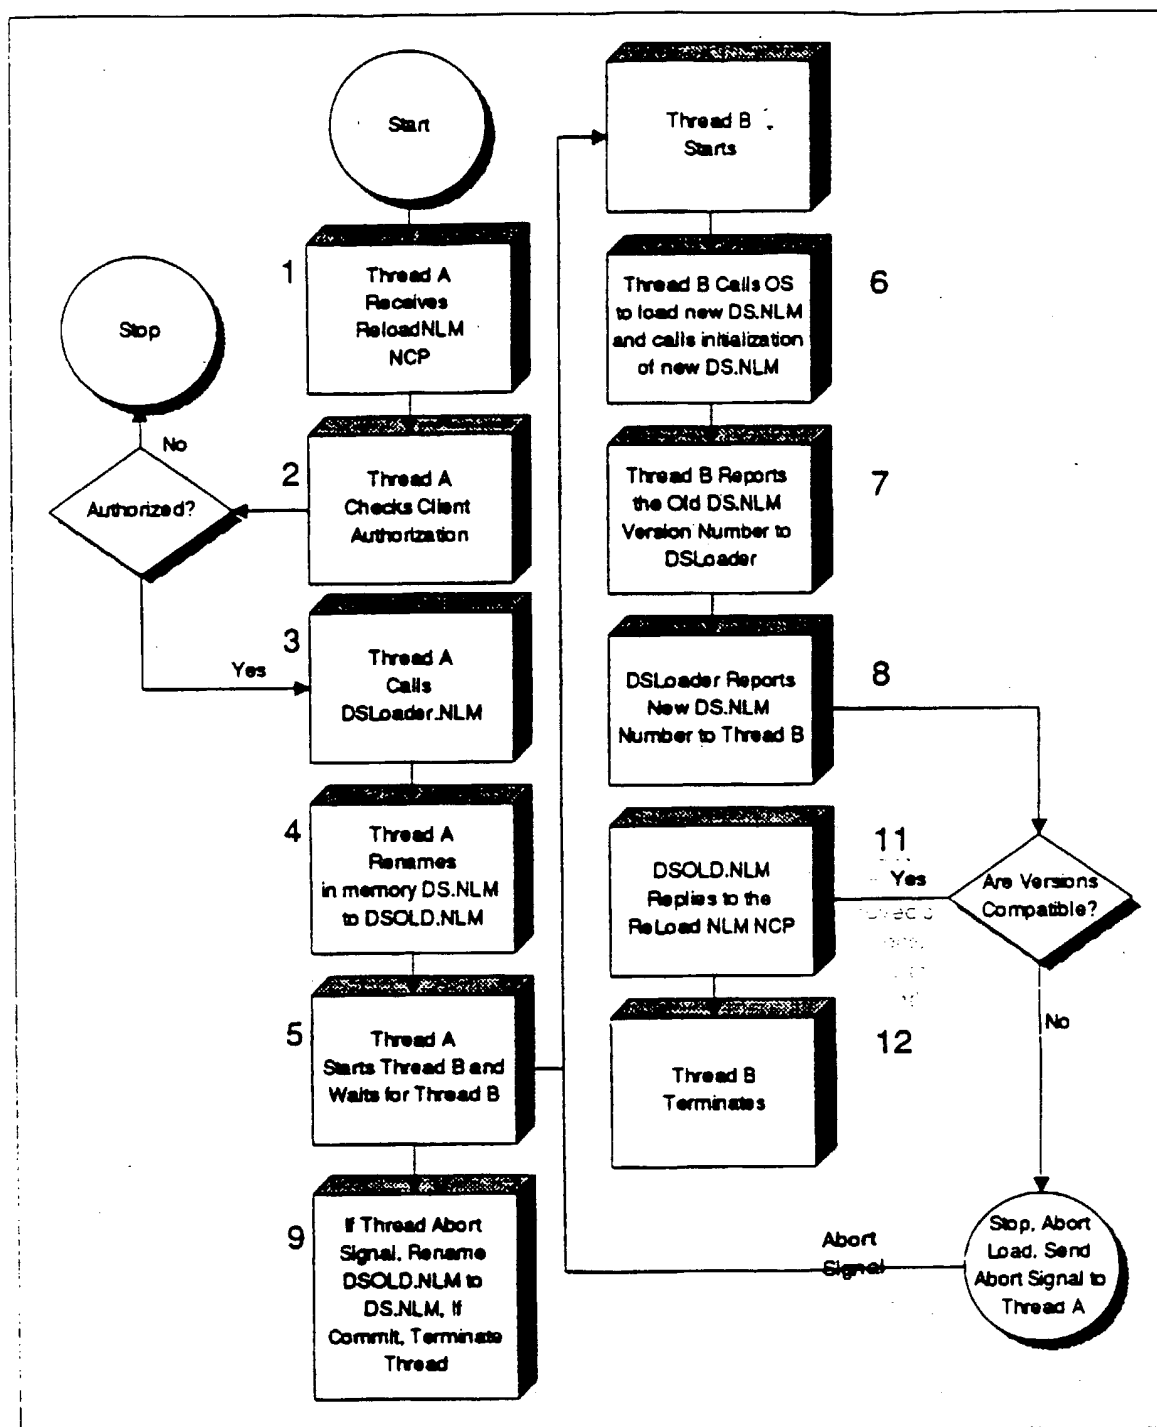 Start
1
Thread A
Receives
ReloadNLM
NCP
Stop
No
2
Thread A
Checks Client
Authorization
Authorized?
Yes
3
Thread A
Calls
DSLoader.NLM
4
Thread A
Renames
in memory DS.NLM
to DSOLD.NLM
5
Thread A
Starts Thread B and
Waits for Thread B
9
If Thread Abort
Signal, Rename
DSOLD.NLM to
DS.NLM, If
Commit, Terminate
Thread
Thread B
Starts
6
Thread B Calls OS
to load new DS.NLM
and calls initialization
of new DS.NLM
7
Thread B Reports
the Old DS.NLM
Version Number to
DSLoader
8
DSLoader Reports
New DS.NLM
Number to Thread B
Are Versions
Compatible?
11
Yes
DSOLD.NLM
Replies to the
ReLoad NLM NCP
12
Thread B
Terminates
No
Stop, Abort
Load, Send
Abort Signal to
Thread A
Abort
Signal